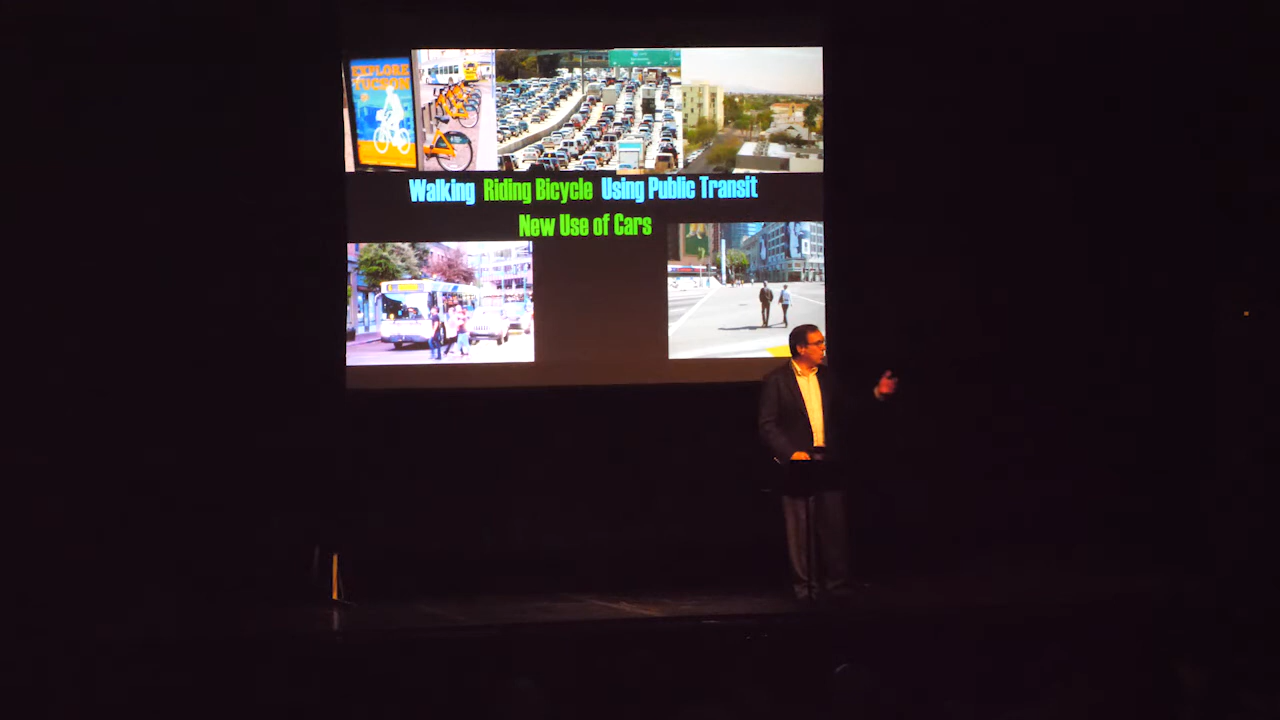 EXPLORE
TUCSON
Walking Riding Bicycle Using Public Transit
New Use of Cars